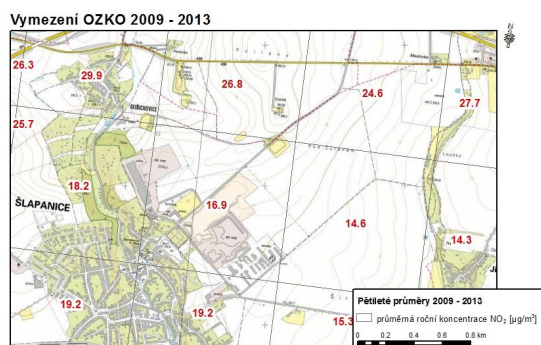 Vymezení OZKO 2009 - 2013
N
26.3
29.9
26.8
24.6
27.7
25.7
BEDŘICHOVICE
18.2
16.9
ŠLAPANICE
14.6
14.3
19.2
19.2
15.3
Pětileté průměry 2009 - 2013
průměrná roční koncentrace NO₂ [µg/m³]
0 0.2 0.4 0.6 0.8 km